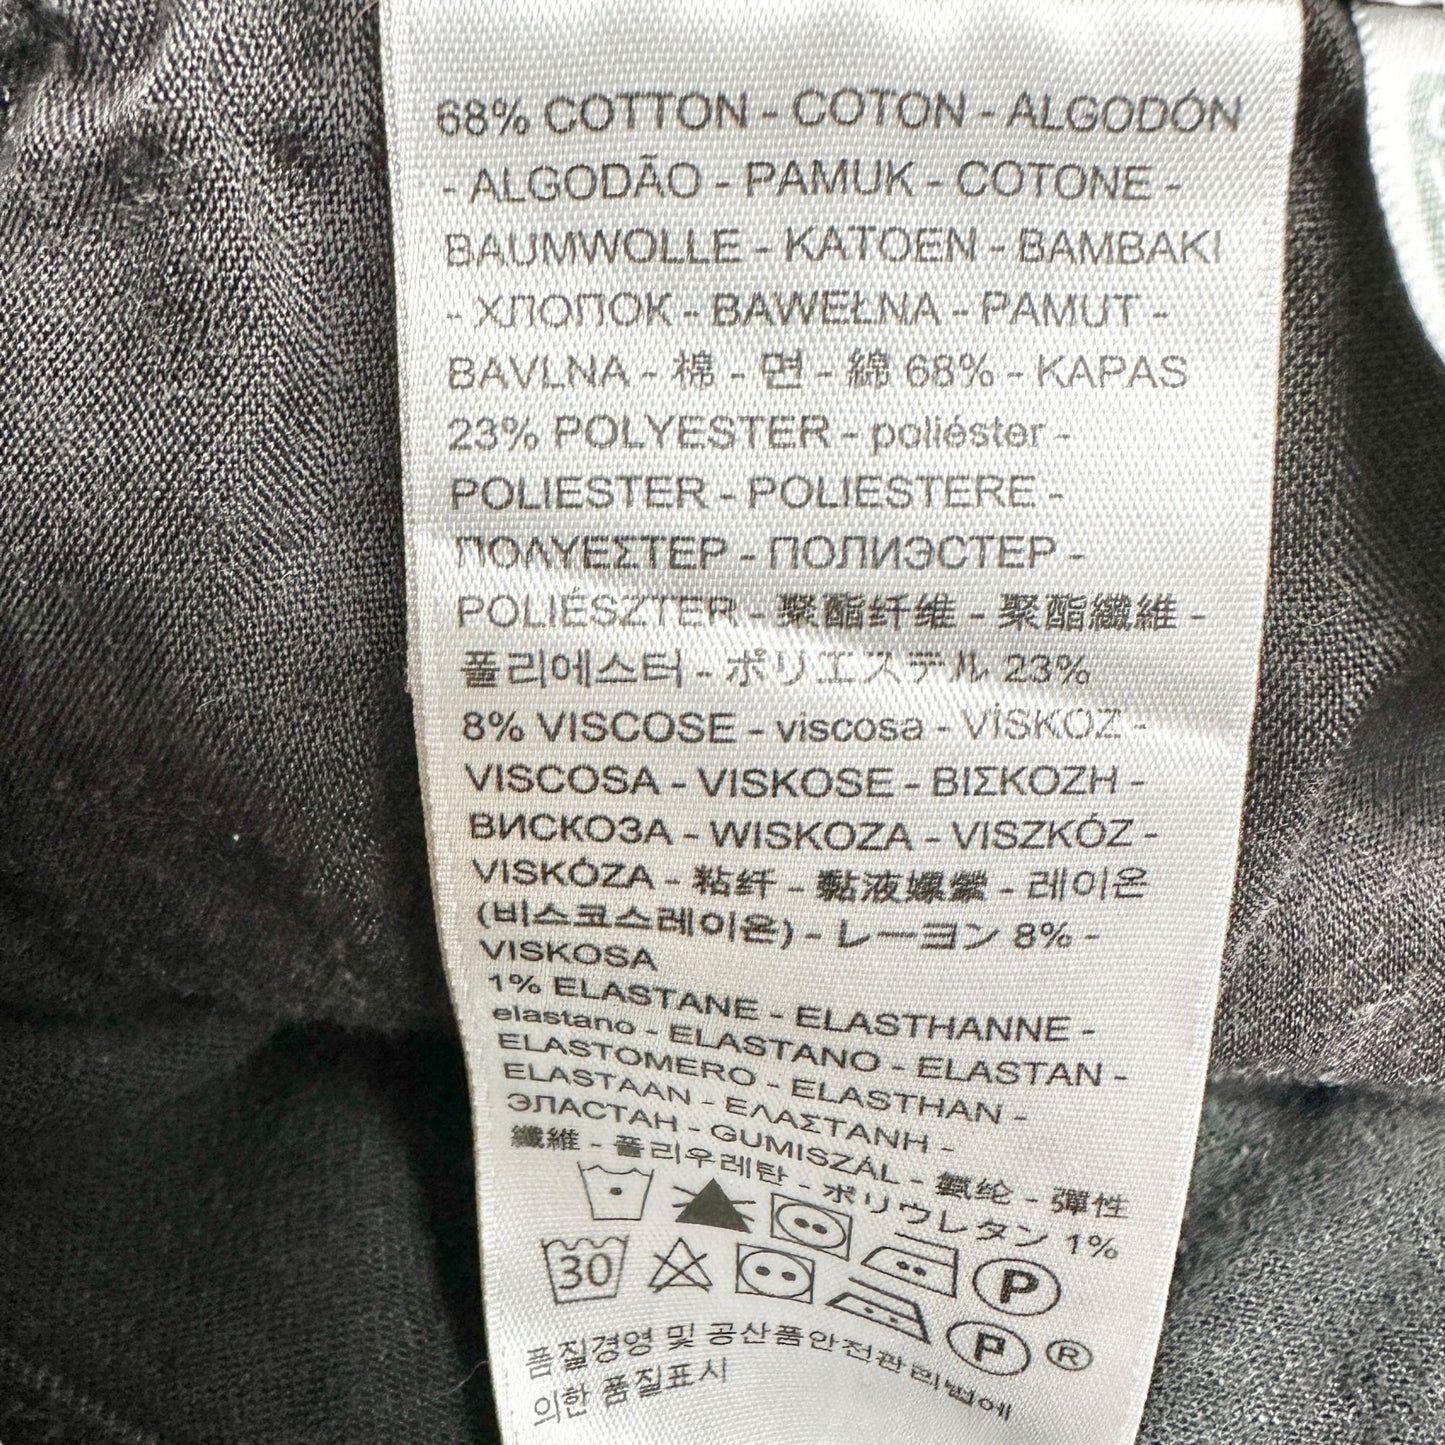 68% COTTON - COTON - ALGODÓN
- ALGODÃO - PAMUK - COTONE -
BAUMWOLLE - KATOEN - BAMBAKI
- ХЛОПОК - BAWEŁNA - PAMUT -
BAVLNA - 棉 - 면 - 綿 68% - KAPAS
23% POLYESTER - poliéster -
POLIESTER - POLIESTERE -
ΠΟΛΥΕΣΤΕΡ - ПОЛИЭСТЕР -
POLIÉSZTER - 聚酯纤维 - 聚酯纖維 -
폴리에스터 - ポリエステル 23%
8% VISCOSE - viscosa - VİSKOZ -
VISCOSA - VISKOSE - ΒΙΣΚΟΖΗ -
ВИСКОЗА - WISKOZA - VISZKÓZ -
VISKÓZA - 粘纤 - 黏液嫘縈 - 레이온
(비스코스레이온) - レーヨン 8% -
VISKOSA
1% ELASTANE - ELASTHANNE -
elastano - ELASTANO - ELASTAN -
ELASTOMERO - ELASTHAN -
ELASTAAN - ΕΛΑΣΤΑΝΗ -
ЭЛАСТАН - GUMISZÁL - 氨纶 - 彈性
纖維 - 폴리우레탄 - ポリウレタン 1%
P
30
P ®
품질경영 및 공산품안전관리법에
의한 품질표시